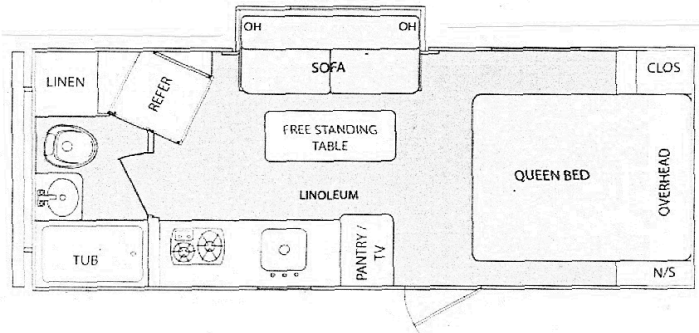 OH
OH
LINEN
REFER
SOFA
CLOS
FREE STANDING
TABLE
QUEEN BED
OVERHEAD
LINOLEUM
TUB
PANTRY /
TV
N/S